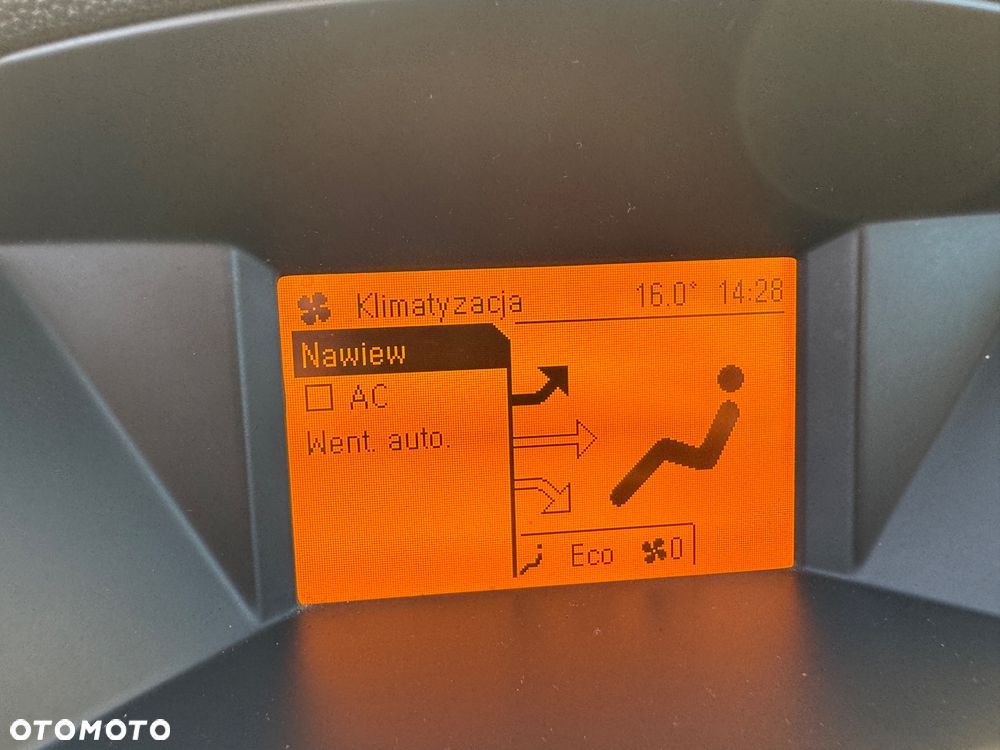 Klimatyzacja 16.0° 14:28
Nawiew
AC
Went. auto.
Eco 0
OTOMOTO